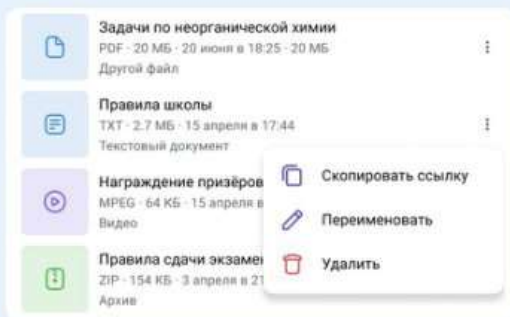 Задачи по неорганической химии
PDF · 20 МБ · 20 июня в 18:25 · 20 МБ
Другой файл
Правила школы
TXT · 2.7 МБ · 15 апреля в 17:44
Текстовый документ
Награждение призёров
MPEG · 64 КБ · 15 апреля в
Видео
Правила сдачи экзамен
ZIP · 154 КБ · 3 апреля в 21
Архив
Скопировать ссылку
Переименовать
Удалить